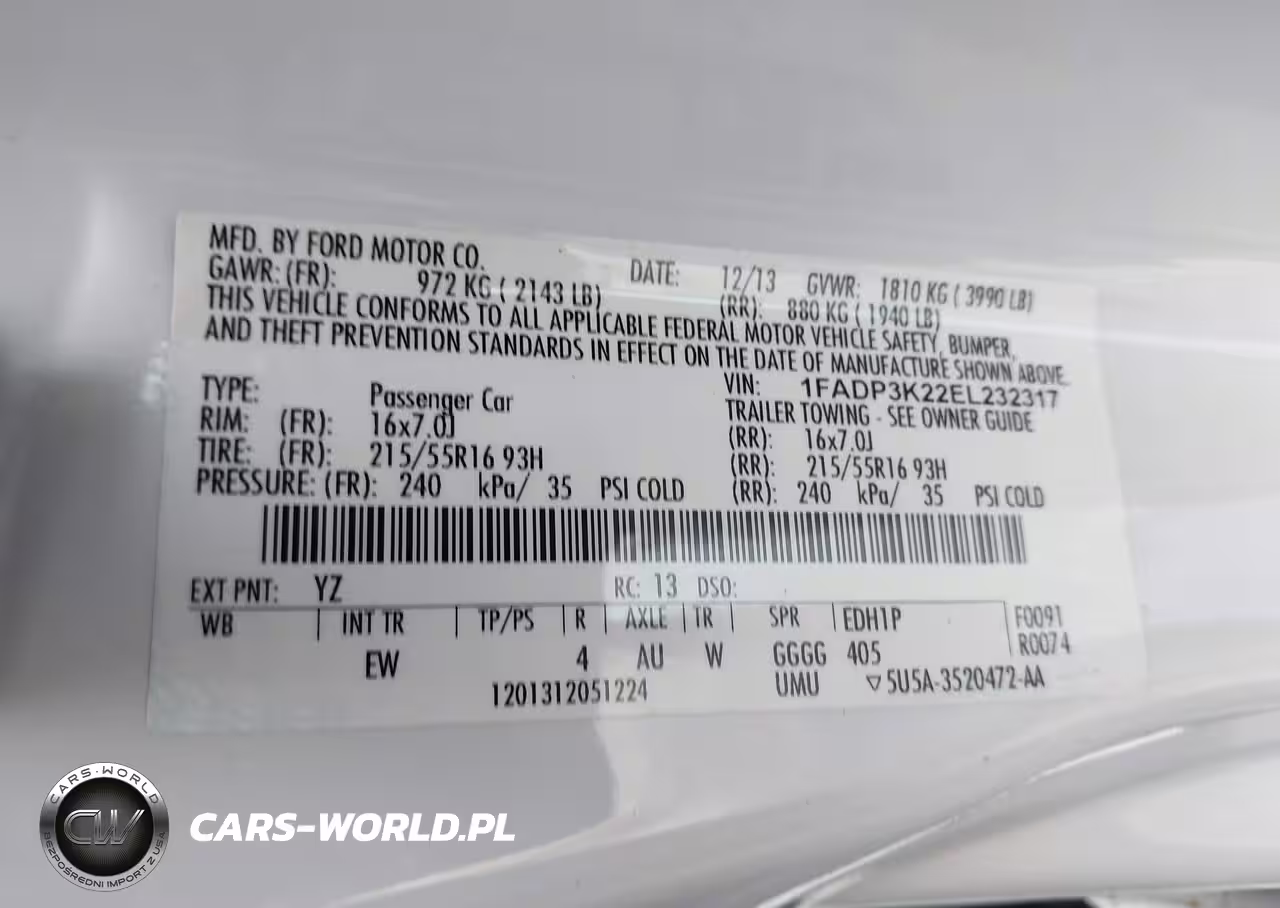 MFD. BY FORD MOTOR CO.
DATE: 12/13 GVWR: 1810 KG ( 3990 LB)
GAWR: (FR): 972 KG ( 2143 LB) (RR): 880 KG ( 1940 LB)
THIS VEHICLE CONFORMS TO ALL APPLICABLE FEDERAL MOTOR VEHICLE SAFETY, BUMPER,
AND THEFT PREVENTION STANDARDS IN EFFECT ON THE DATE OF MANUFACTURE SHOWN ABOVE.
VIN: 1FADP3K22EL232317
TYPE: Passenger Car TRAILER TOWING - SEE OWNER GUIDE
RIM: (FR): 16x7.0J (RR): 16x7.0J
TIRE: (FR): 215/55R16 93H (RR): 215/55R16 93H
PRESSURE: (FR): 240 kPa/ 35 PSI COLD (RR): 240 kPa/ 35 PSI COLD
EXT PNT: YZ RC: 13 DSO:
WB INT TR TP/PS R AXLE TR SPR EDH1P F0091
R0074
EW 4 AU W GGGG 405
1201312051224 UMU ▽5U5A-3520472-AA
CARS-WORLD
CW
BEZPOŚREDNI IMPORT Z USA
CARS-WORLD.PL